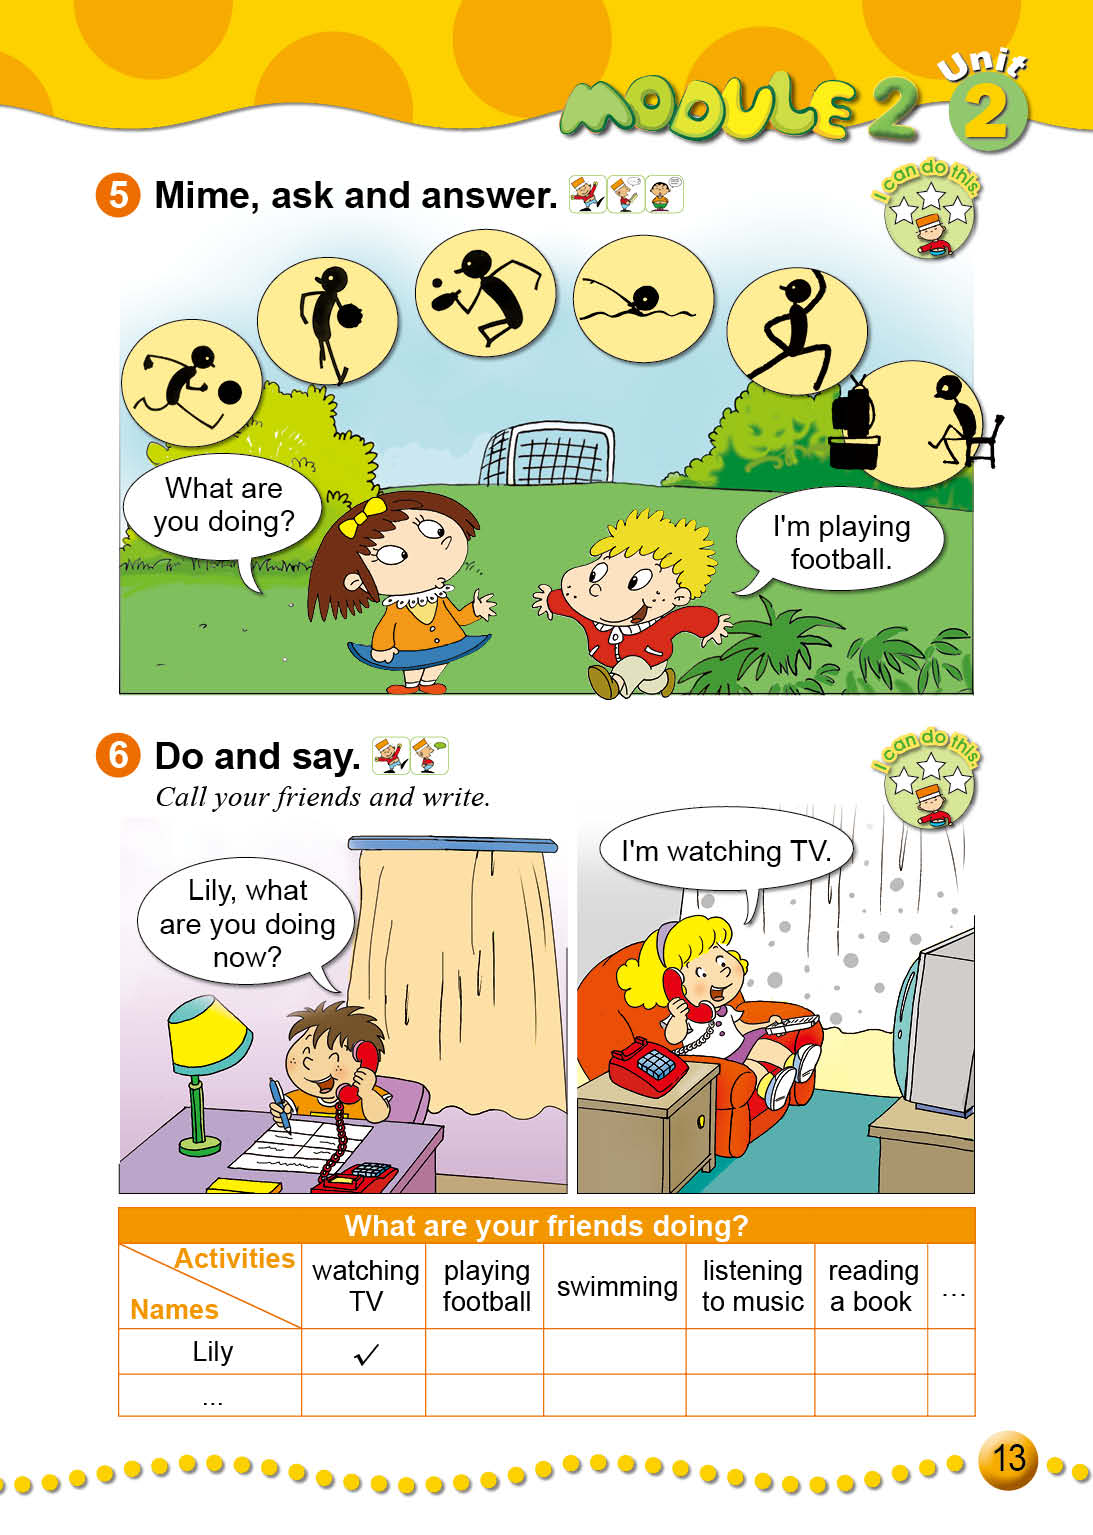 MODULE 2 Unit 2
5 Mime, ask and answer.
I can do this.
What are
you doing?
I'm playing
football.
6 Do and say.
Call your friends and write.
I can do this.
Lily, what
are you doing
now?
I'm watching TV.
What are your friends doing?
Activities
Names
watching
TV
playing
football
swimming
listening
to music
reading
a book
...
Lily ✓
...
13